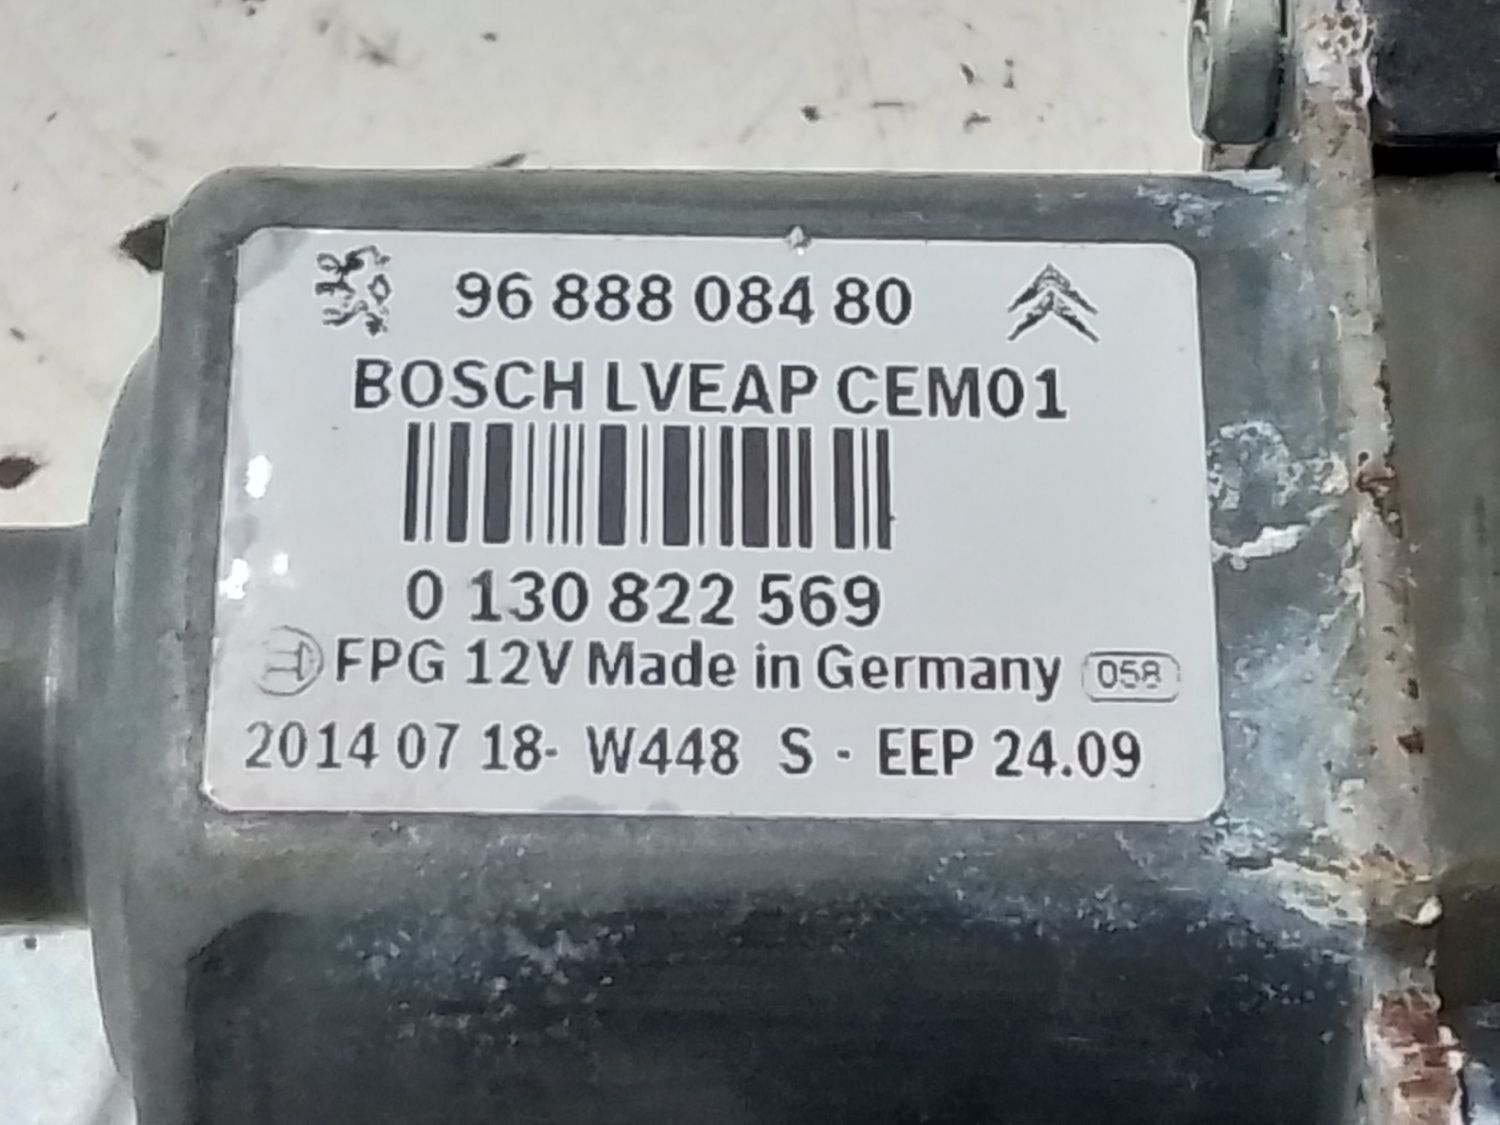 96 888 084 80
BOSCH LVEAP CEM01
0 130 822 569
FPG 12V Made in Germany 058
2014 07 18- W448 S - EEP 24.09